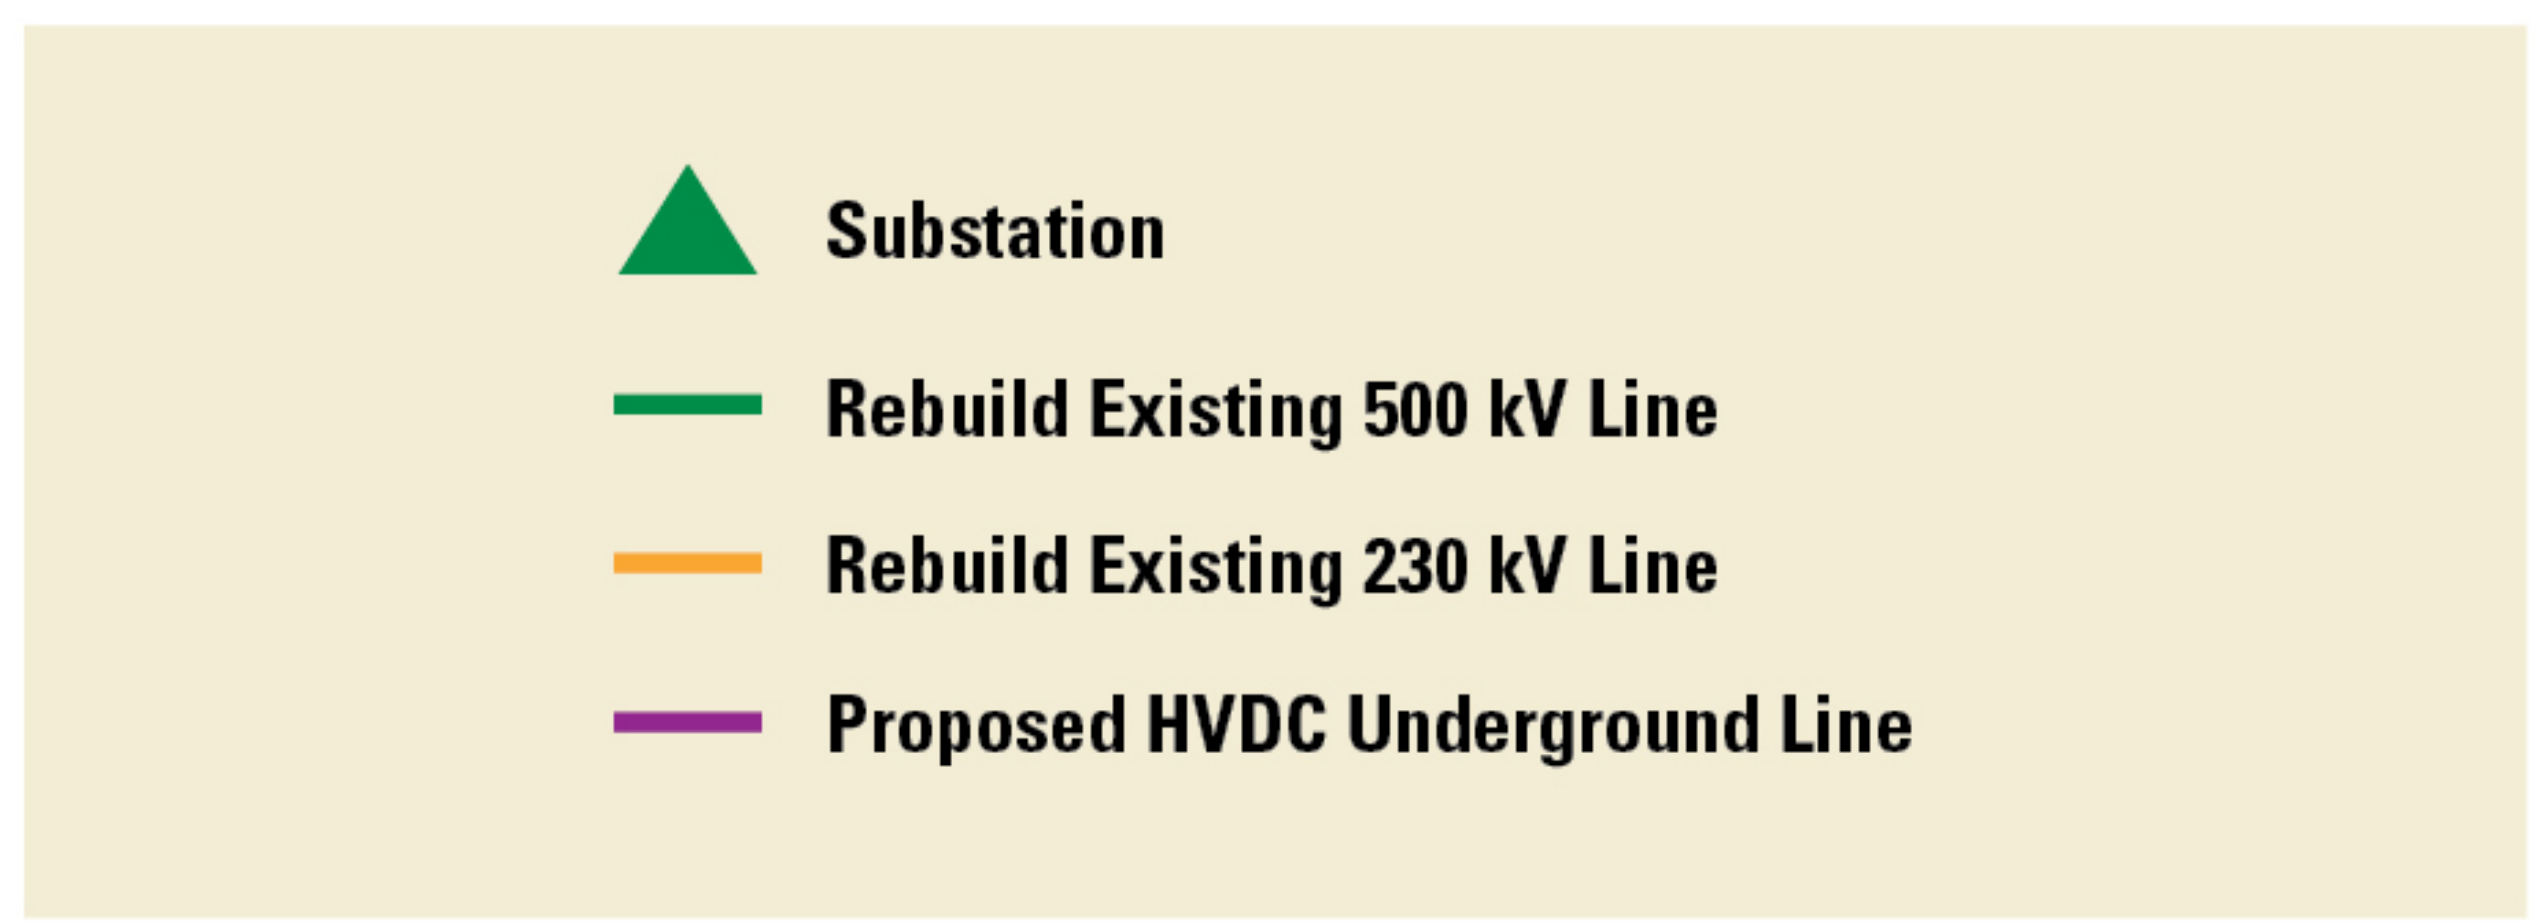 Substation
Rebuild Existing 500 kV Line
Rebuild Existing 230 kV Line
Proposed HVDC Underground Line